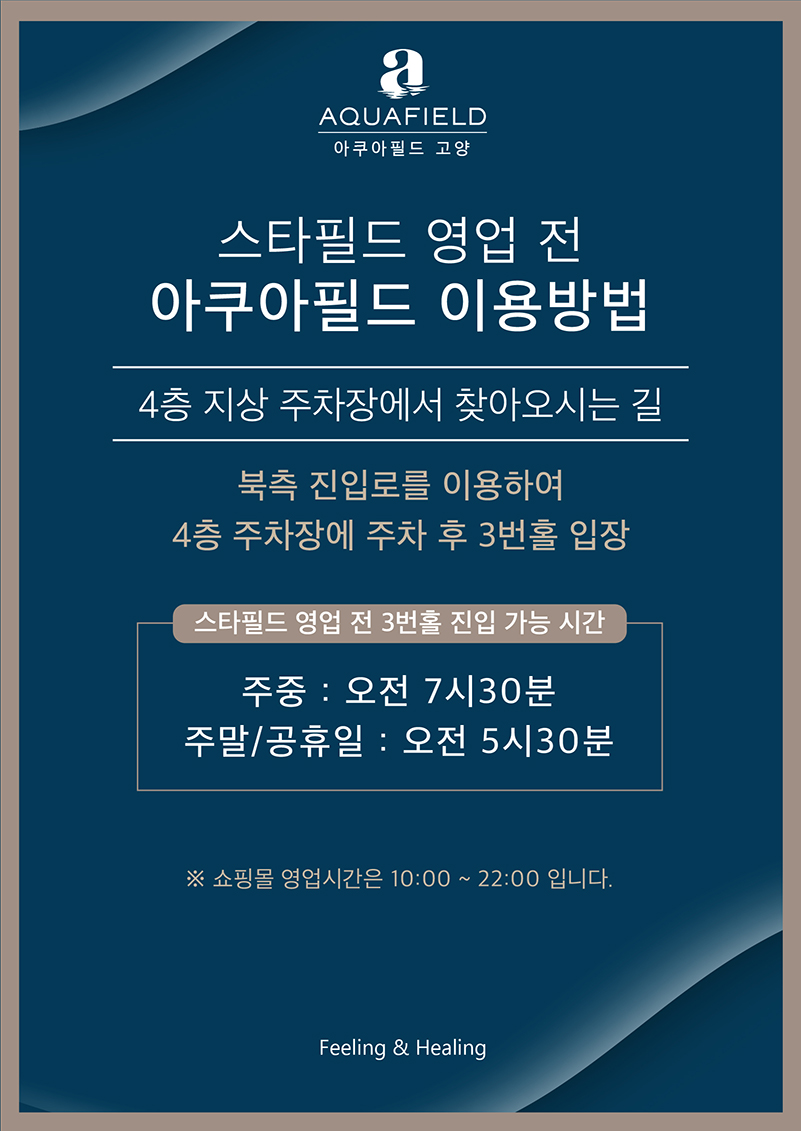 a
AQUAFIELD
아쿠아필드 고양
스타필드 영업 전
아쿠아필드 이용방법
4층 지상 주차장에서 찾아오시는 길
북측 진입로를 이용하여
4층 주차장에 주차 후 3번홀 입장
스타필드 영업 전 3번홀 진입 가능 시간
주중 : 오전 7시30분
주말/공휴일 : 오전 5시30분
※ 쇼핑몰 영업시간은 10:00 ~ 22:00 입니다.
Feeling & Healing